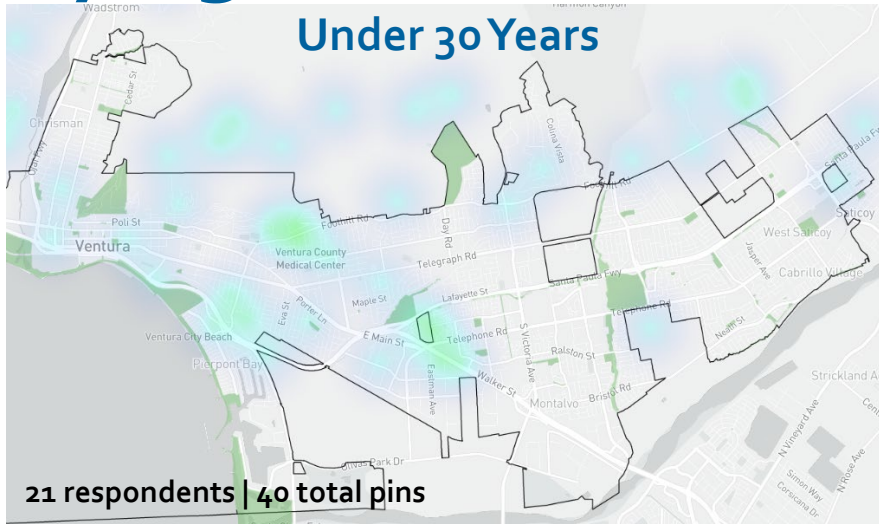 Under 30 Years
Wadstrom
Harmon Canyon
Cedar St
Chrisman
Colina Vista
Santa Paula Fwy
Foothill Rd
Poli St
Foothill Rd
Day Rd
Saticoy
West Saticoy
Ventura
Ventura County
Medical Center
Telegraph Rd
Jasper Ave
Cabrillo Village
Santa Paula Fwy
Lafayette St
Maple St
Porter Ln
Eva St
Telephone Rd
Neath St
Ventura City Beach
E Main St
Telephone Rd
S Victoria Ave
Ralston St
Pierpont Bay
Eastman Ave
Walker St
Bristol Rd
Montalvo
Strickland A
N Vineyard Ave
N Rose Ave
Olivas Park Dr
Simon Way
Corsicana Dr
21 respondents | 40 total pins